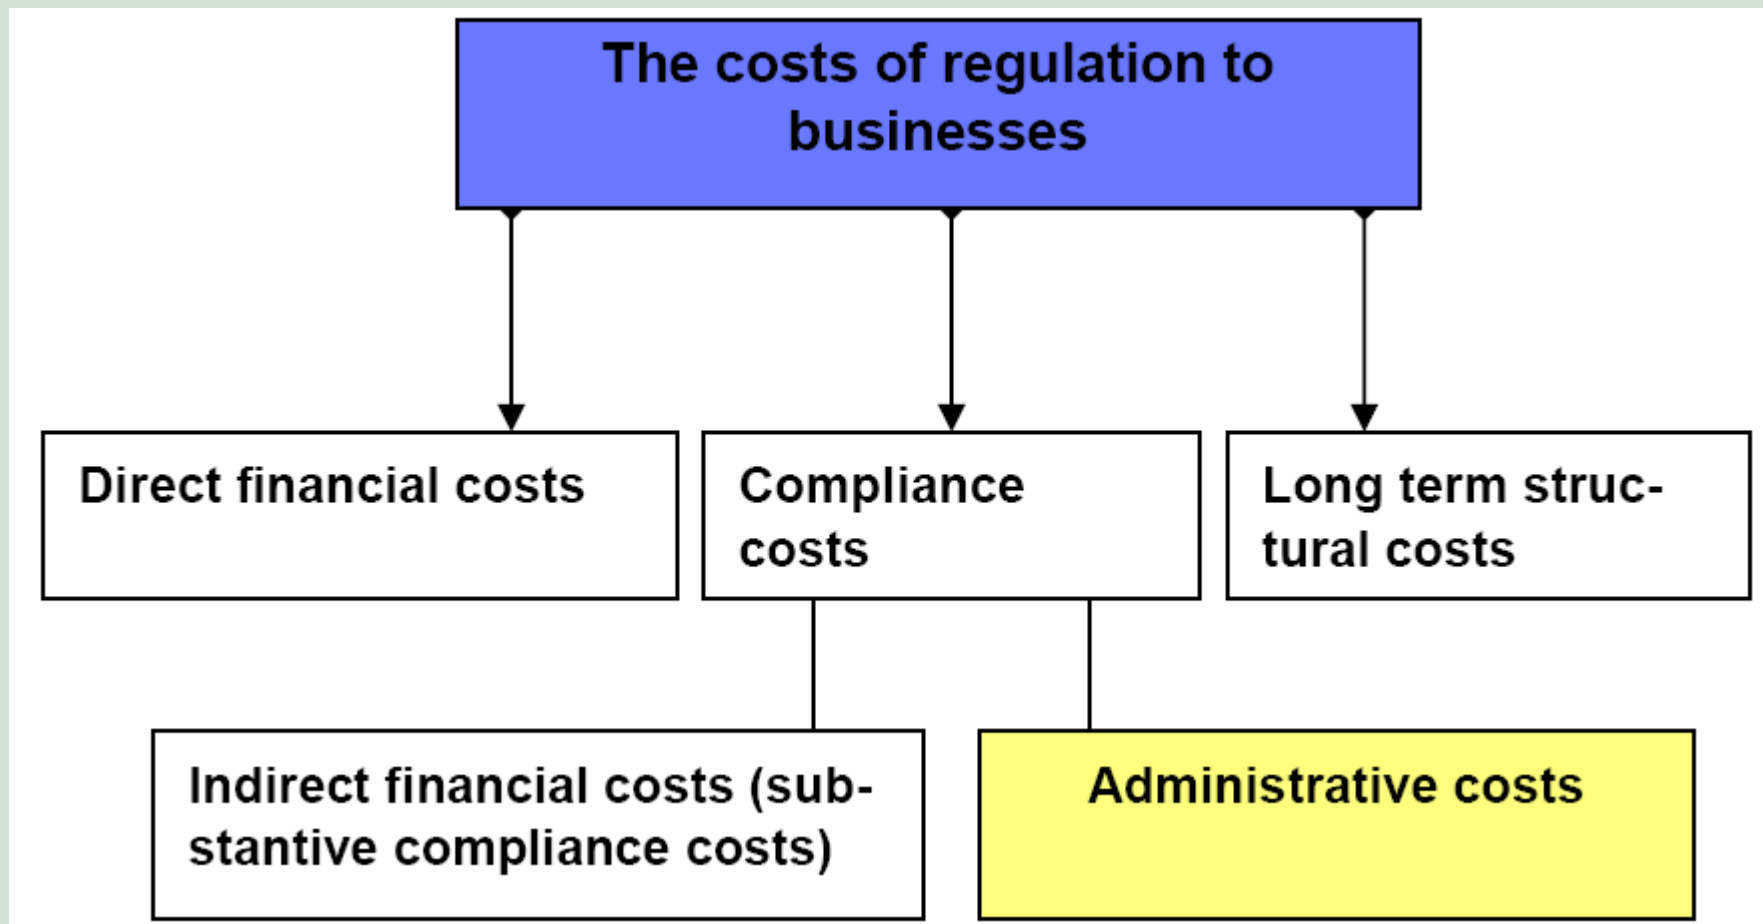 The costs of regulation to
businesses
Direct financial costs
Compliance
costs
Long term struc-
tural costs
Indirect financial costs (sub-
stantive compliance costs)
Administrative costs